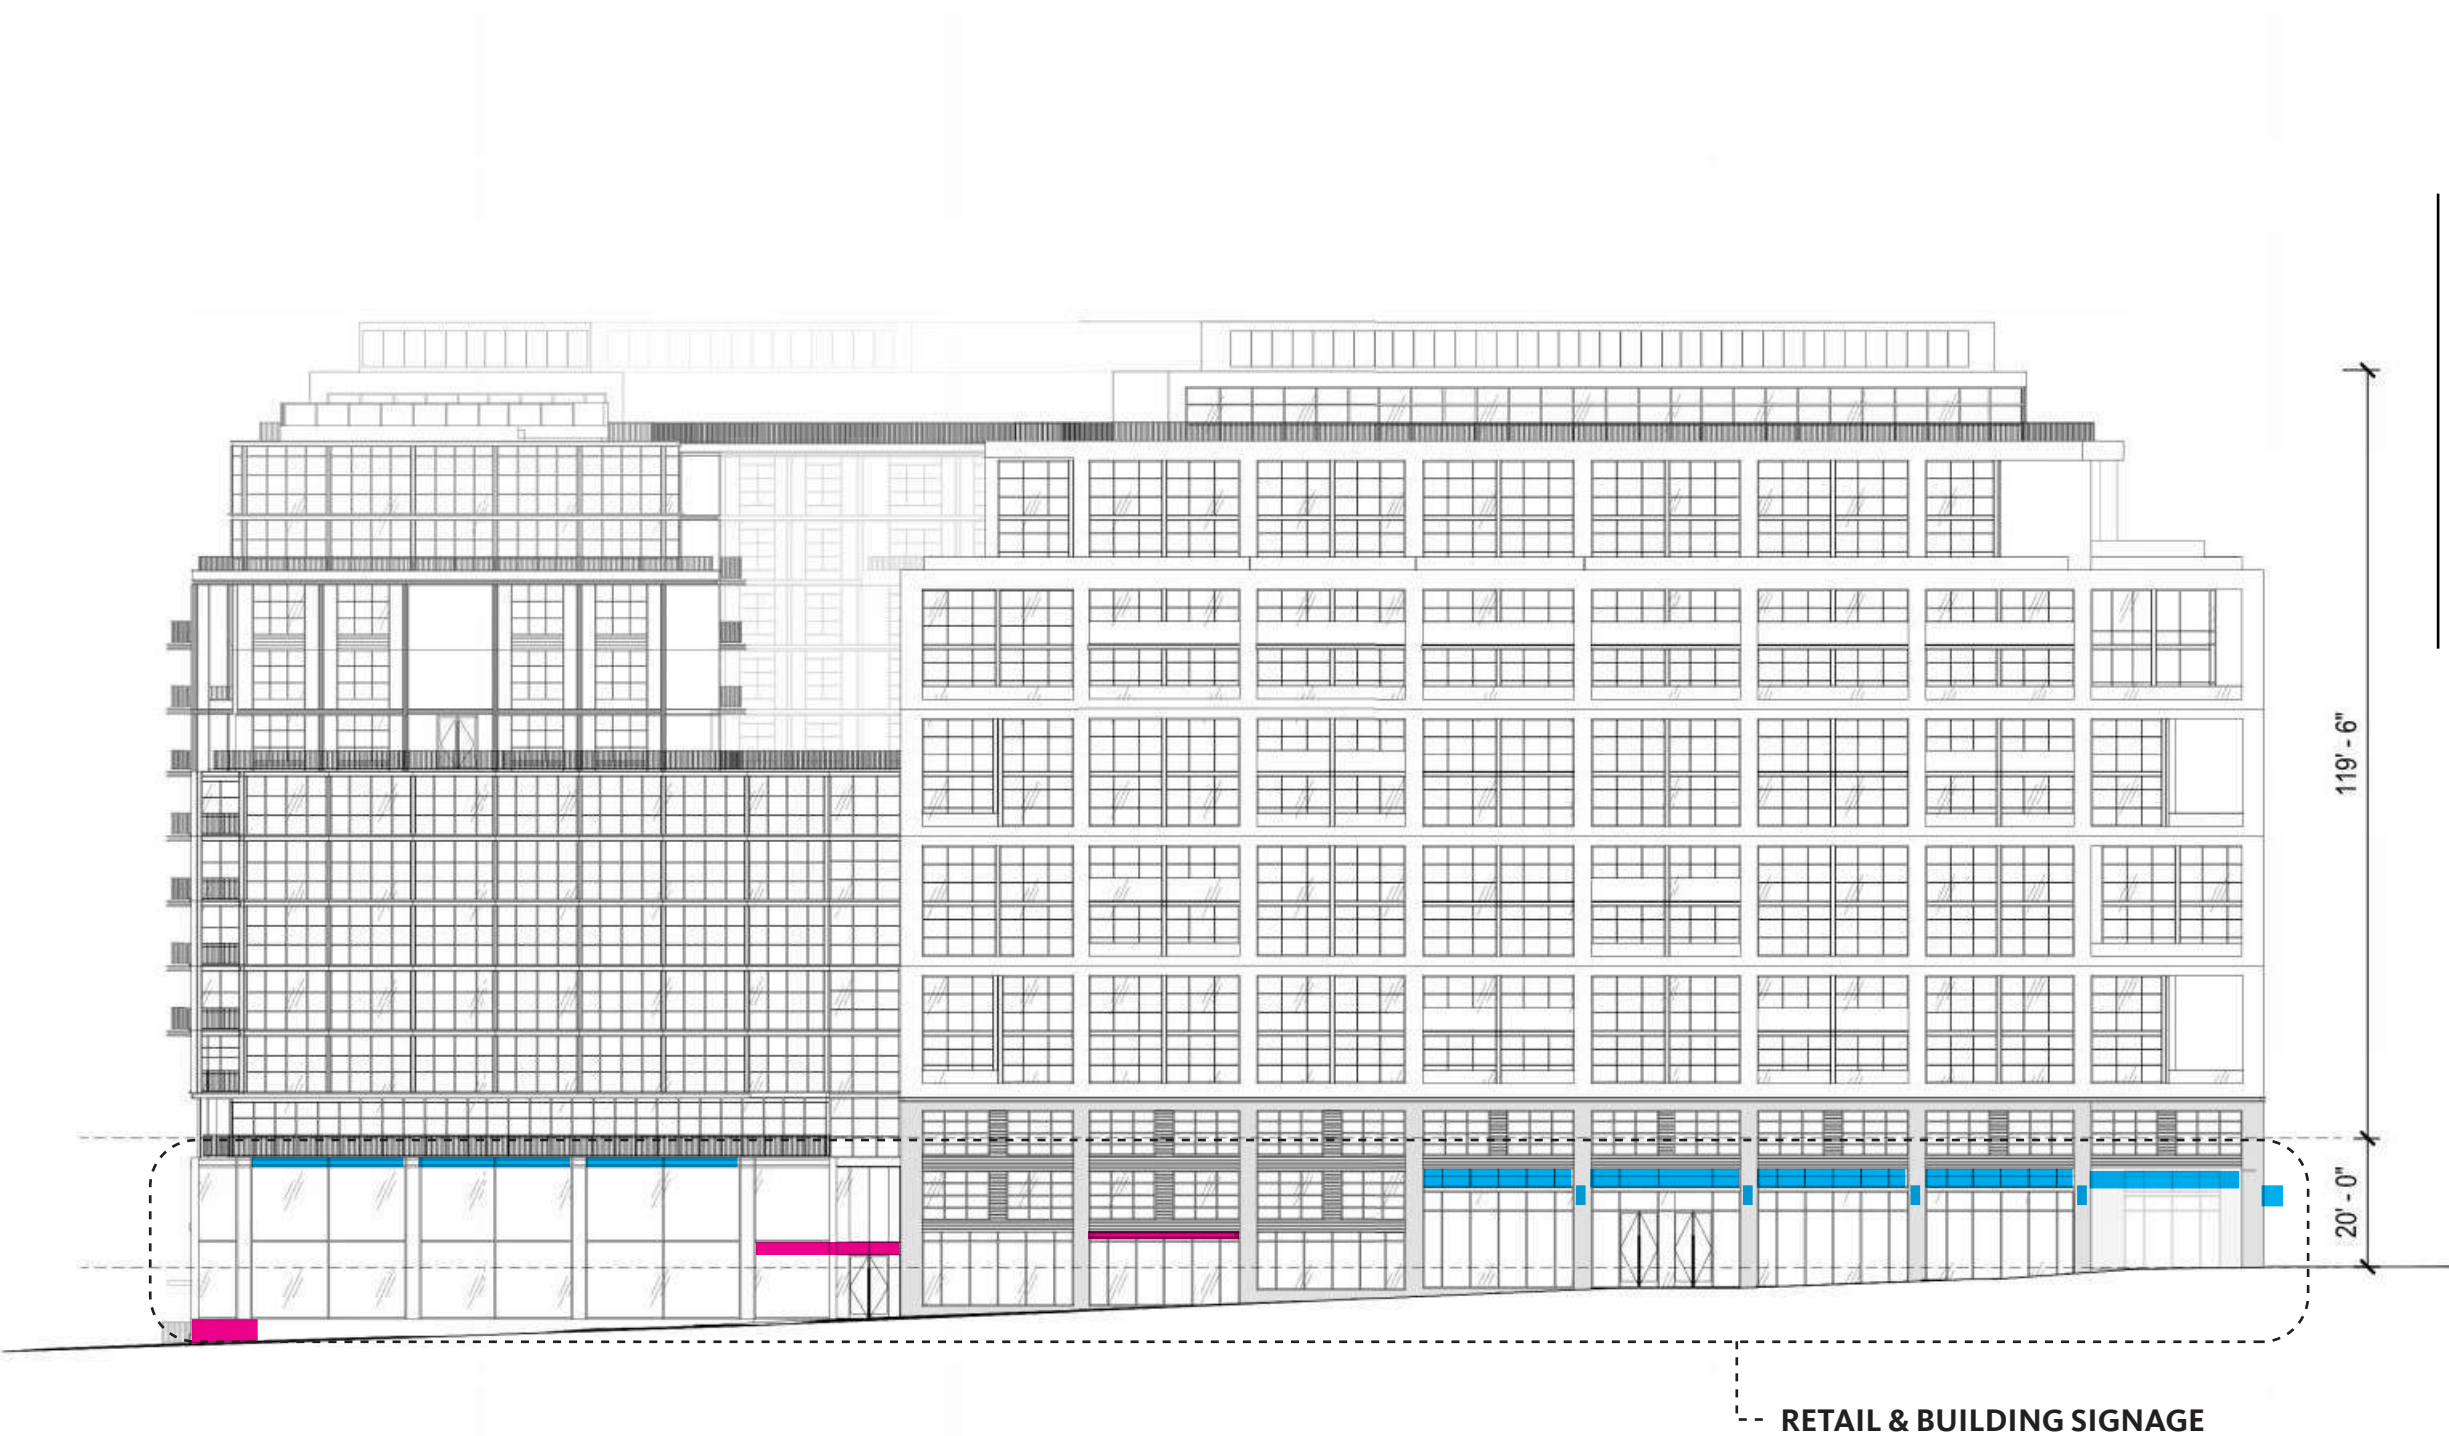 119' - 6"
20' - 0"
RETAIL & BUILDING SIGNAGE